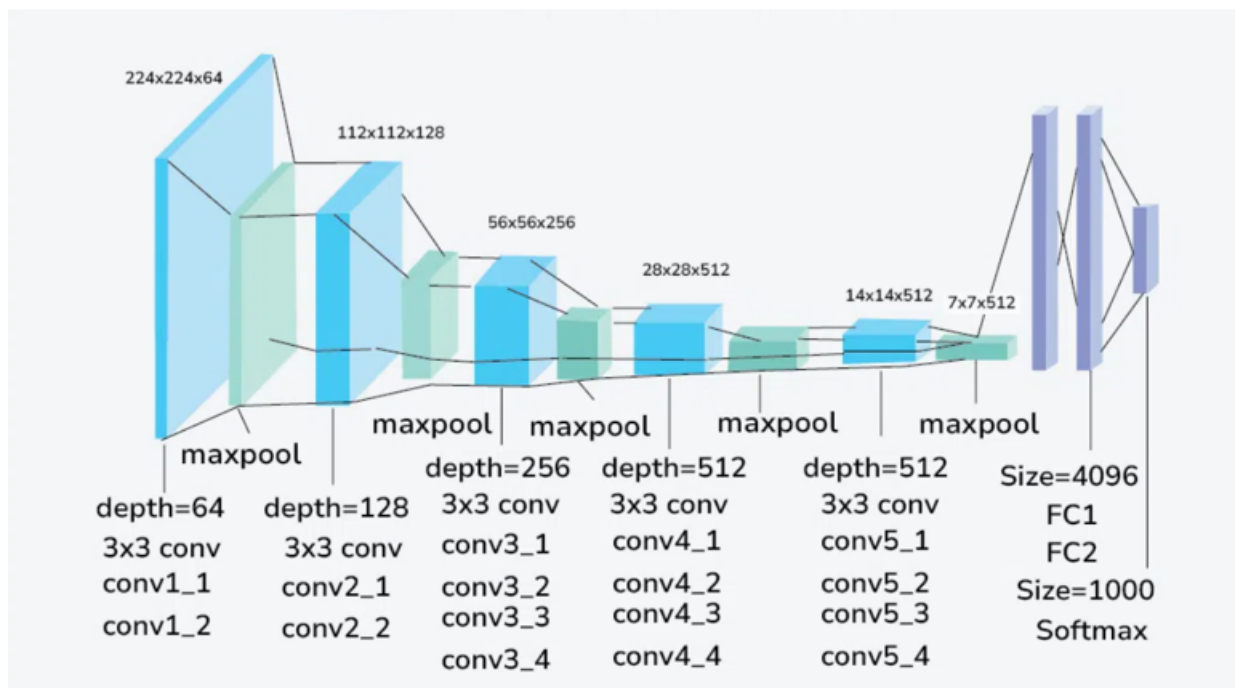 224x224x64
112x112x128
56x56x256
28x28x512
14x14x512
7x7x512
maxpool
maxpool
maxpool
maxpool
maxpool
depth=64
3x3 conv
conv1_1
conv1_2
depth=128
3x3 conv
conv2_1
conv2_2
depth=256
3x3 conv
conv3_1
conv3_2
conv3_3
conv3_4
depth=512
3x3 conv
conv4_1
conv4_2
conv4_3
conv4_4
depth=512
3x3 conv
conv5_1
conv5_2
conv5_3
conv5_4
Size=4096
FC1
FC2
Size=1000
Softmax